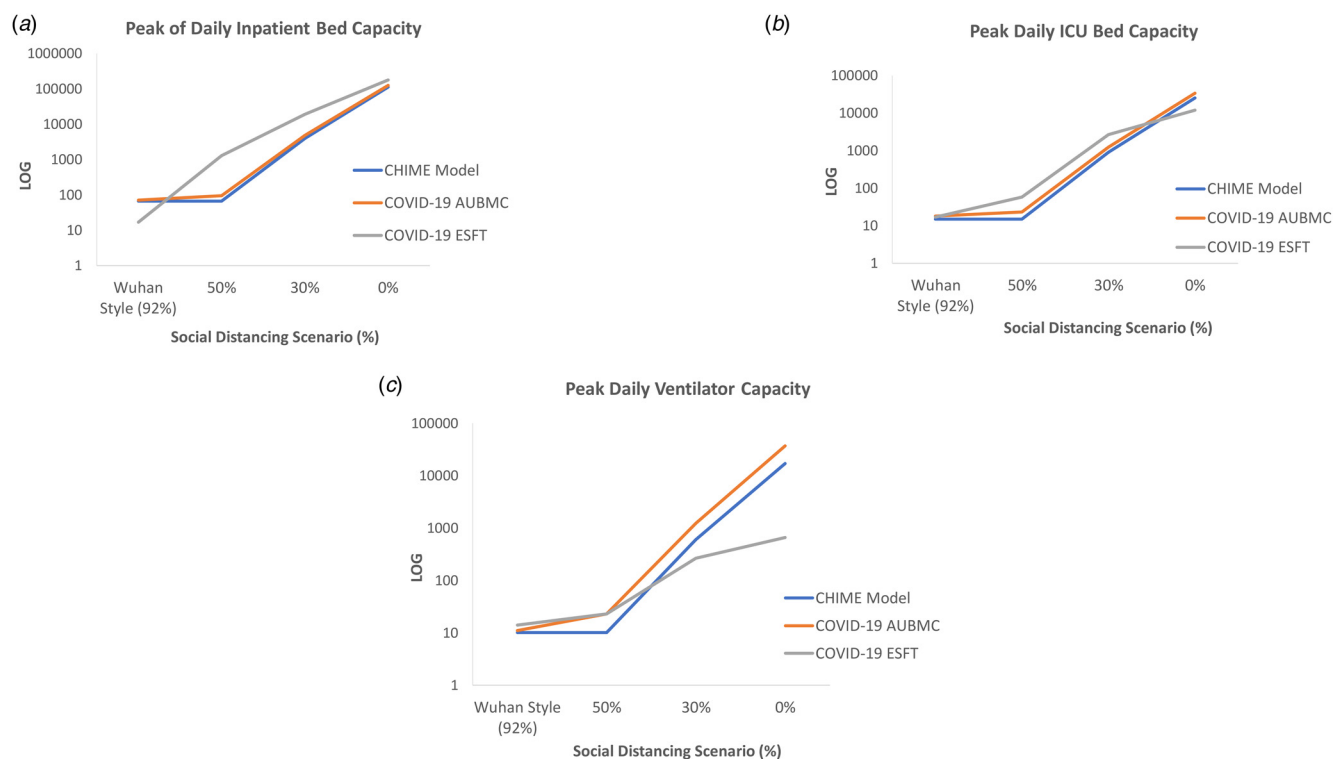 (a)
Peak of Daily Inpatient Bed Capacity
1000000
100000
10000
1000
100
10
1
LOG
CHIME Model
COVID-19 AUBMC
COVID-19 ESFT
Wuhan
Style (92%)
50%
30%
0%
Social Distancing Scenario (%)
(b)
Peak Daily ICU Bed Capacity
100000
10000
1000
100
10
1
LOG
CHIME Model
COVID-19 AUBMC
COVID-19 ESFT
Wuhan
Style (92%)
50%
30%
0%
Social Distancing Scenario (%)
(c)
Peak Daily Ventilator Capacity
100000
10000
1000
100
10
1
LOG
CHIME Model
COVID-19 AUBMC
COVID-19 ESFT
Wuhan Style
(92%)
50%
30%
0%
Social Distancing Scenario (%)